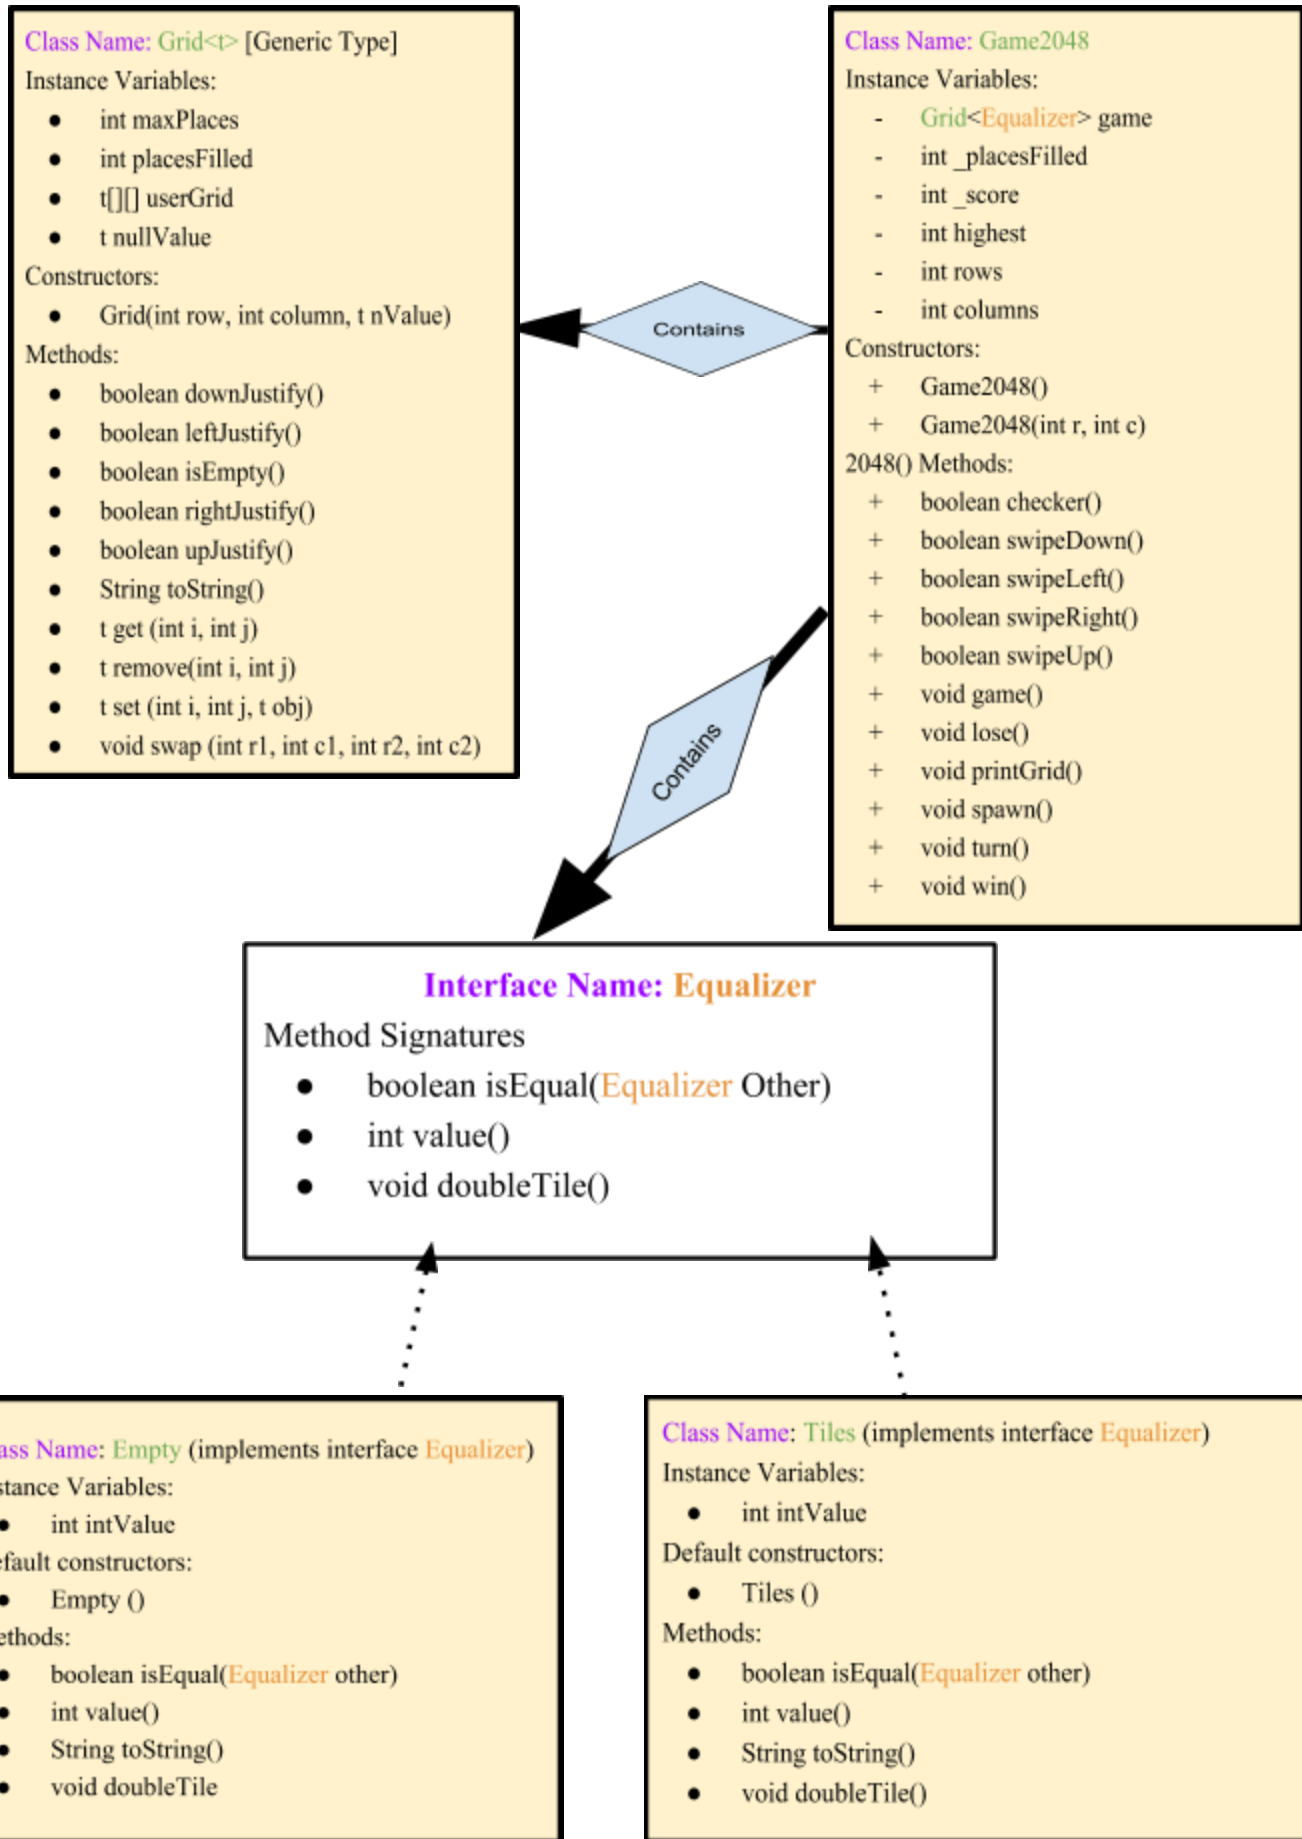 Class Name: Grid<t> [Generic Type]
Instance Variables:
● int maxPlaces
● int placesFilled
● t[][] userGrid
● t nullValue
Constructors:
● Grid(int row, int column, t nValue)
Methods:
● boolean downJustify()
● boolean leftJustify()
● boolean isEmpty()
● boolean rightJustify()
● boolean upJustify()
● String toString()
● t get (int i, int j)
● t remove(int i, int j)
● t set (int i, int j, t obj)
● void swap (int r1, int c1, int r2, int c2)
Contains
Class Name: Game2048
Instance Variables:
- Grid<Equalizer> game
- int _placesFilled
- int _score
- int highest
- int rows
- int columns
Constructors:
+ Game2048()
+ Game2048(int r, int c)
2048() Methods:
+ boolean checker()
+ boolean swipeDown()
+ boolean swipeLeft()
+ boolean swipeRight()
+ boolean swipeUp()
+ void game()
+ void lose()
+ void printGrid()
+ void spawn()
+ void turn()
+ void win()
Contains
Interface Name: Equalizer
Method Signatures
● boolean isEqual(Equalizer Other)
● int value()
● void doubleTile()
ass Name: Empty (implements interface Equalizer)
stance Variables:
● int intValue
efault constructors:
● Empty ()
ethods:
● boolean isEqual(Equalizer other)
● int value()
● String toString()
● void doubleTile
Class Name: Tiles (implements interface Equalizer)
Instance Variables:
● int intValue
Default constructors:
● Tiles ()
Methods:
● boolean isEqual(Equalizer other)
● int value()
● String toString()
● void doubleTile()